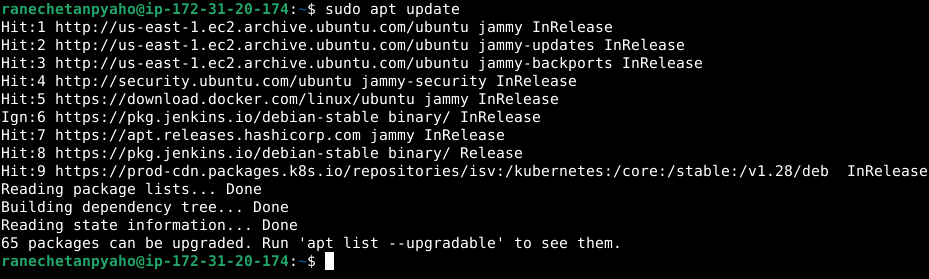 ranechetanpyaho@ip-172-31-20-174:~$ sudo apt update
Hit:1 http://us-east-1.ec2.archive.ubuntu.com/ubuntu jammy InRelease
Hit:2 http://us-east-1.ec2.archive.ubuntu.com/ubuntu jammy-updates InRelease
Hit:3 http://us-east-1.ec2.archive.ubuntu.com/ubuntu jammy-backports InRelease
Hit:4 http://security.ubuntu.com/ubuntu jammy-security InRelease
Hit:5 https://download.docker.com/linux/ubuntu jammy InRelease
Ign:6 https://pkg.jenkins.io/debian-stable binary/ InRelease
Hit:7 https://apt.releases.hashicorp.com jammy InRelease
Hit:8 https://pkg.jenkins.io/debian-stable binary/ Release
Hit:9 https://prod-cdn.packages.k8s.io/repositories/isv:/kubernetes:/core:/stable:/v1.28/deb  InRelease
Reading package lists... Done
Building dependency tree... Done
Reading state information... Done
65 packages can be upgraded. Run 'apt list --upgradable' to see them.
ranechetanpyaho@ip-172-31-20-174:~$